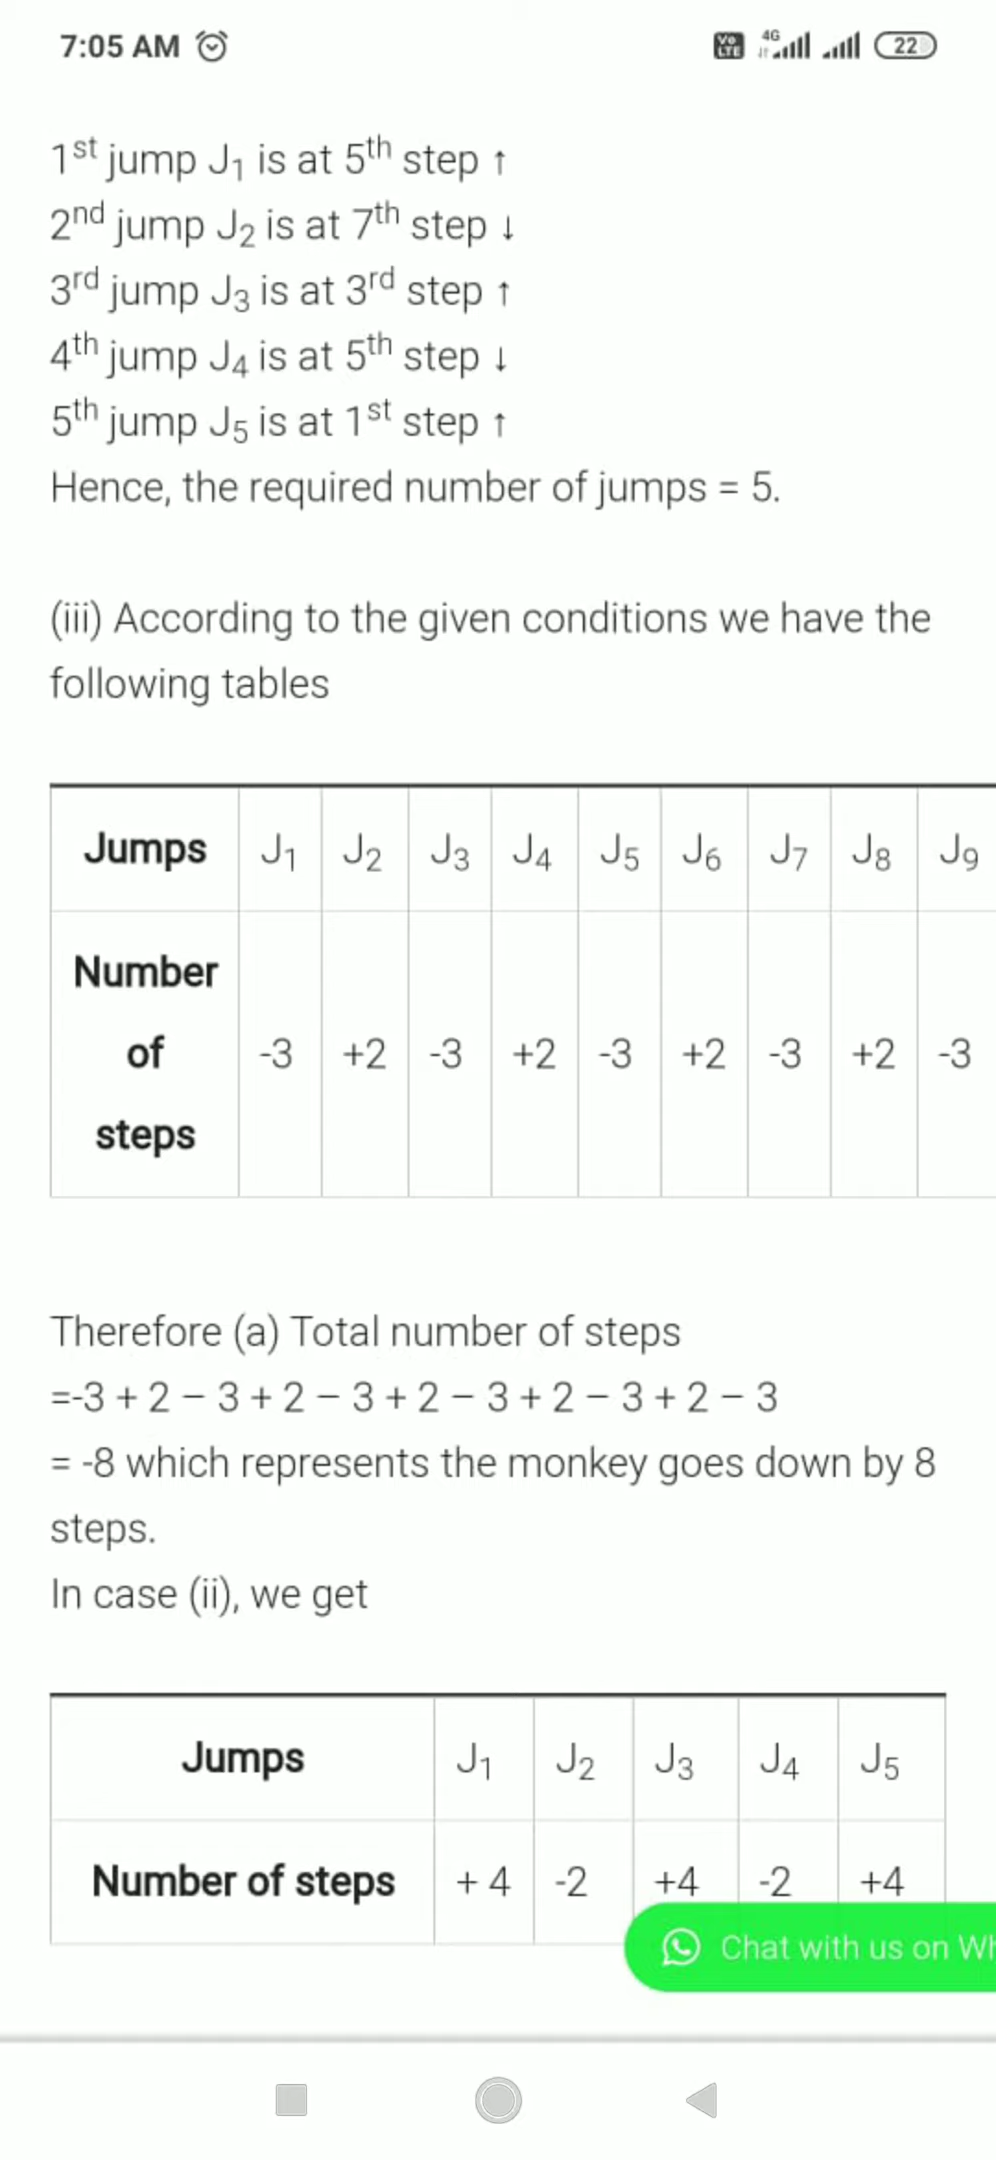 7:05 AM
Vo LTE 4G 22
1st jump J1 is at 5th step ↑
2nd jump J2 is at 7th step ↓
3rd jump J3 is at 3rd step ↑
4th jump J4 is at 5th step ↓
5th jump J5 is at 1st step ↑
Hence, the required number of jumps = 5.
(iii) According to the given conditions we have the
following tables
Jumps J1 J2 J3 J4 J5 J6 J7 J8 J9
Number
of -3 +2 -3 +2 -3 +2 -3 +2 -3
steps
Therefore (a) Total number of steps
=-3 + 2 – 3 + 2 – 3 + 2 – 3 + 2 – 3 + 2 – 3
= -8 which represents the monkey goes down by 8
steps.
In case (ii), we get
Jumps J1 J2 J3 J4 J5
Number of steps + 4 -2 +4 -2 +4
Chat with us on Wh